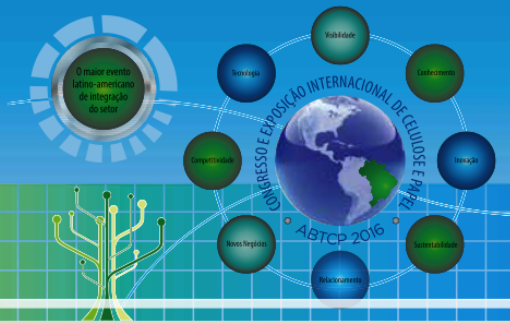 O maior evento
latino-americano
de integração
do setor
Visibilidade
Tecnologia
Conhecimento
CONGRESSO E EXPOSIÇÃO INTERNACIONAL DE CELULOSE E PAPEL
Competitividade
Inovação
ABTCP 2016
Novos Negócios
Sustentabilidade
Relacionamento